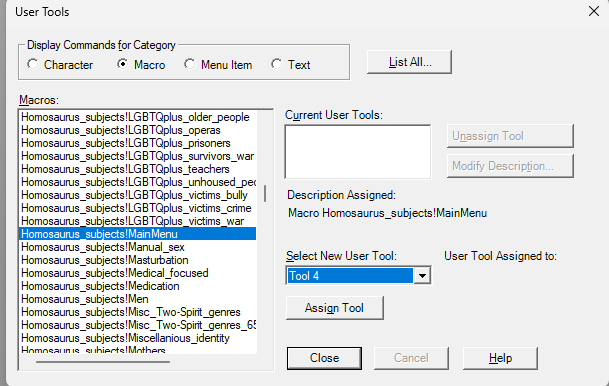 User Tools
Display Commands for Category
Character
Macro
Menu Item
Text
List All...
Macros:
Homosaurus_subjects!LGBTQplus_older_people
Homosaurus_subjects!LGBTQplus_operas
Homosaurus_subjects!LGBTQplus_prisoners
Homosaurus_subjects!LGBTQplus_survivors_war
Homosaurus_subjects!LGBTQplus_teachers
Homosaurus_subjects!LGBTQplus_unhoused_peo
Homosaurus_subjects!LGBTQplus_victims_bully
Homosaurus_subjects!LGBTQplus_victims_crime
Homosaurus_subjects!LGBTQplus_victims_war
Homosaurus_subjects!MainMenu
Homosaurus_subjects!Manual_sex
Homosaurus_subjects!Masturbation
Homosaurus_subjects!Medical_focused
Homosaurus_subjects!Medication
Homosaurus_subjects!Men
Homosaurus_subjects!Misc_Two-Spirit_genres
Homosaurus_subjects!Misc_Two-Spirit_genres_65
Homosaurus_subjects!Miscellanious_identity
Homosaurus_subjects!Mothers
Current User Tools:
Unassign Tool
Modify Description...
Description Assigned:
Macro Homosaurus_subjects!MainMenu
Select New User Tool:
User Tool Assigned to:
Tool 4
Assign Tool
Close
Cancel
Help